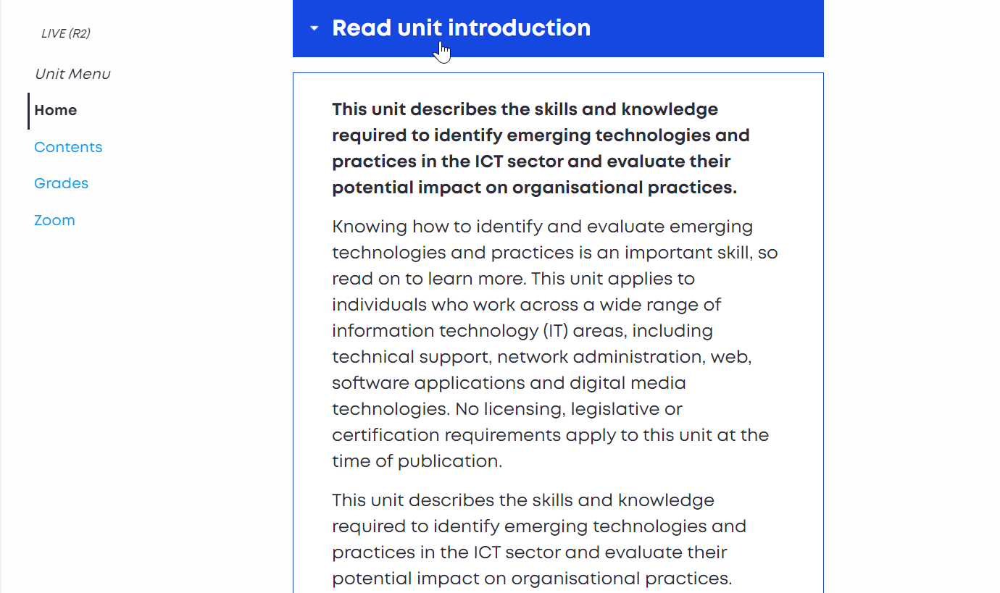 LIVE (R2)
Unit Menu
Home
Contents
Grades
Zoom
Read unit introduction
This unit describes the skills and knowledge
required to identify emerging technologies and
practices in the ICT sector and evaluate their
potential impact on organisational practices.
Knowing how to identify and evaluate emerging
technologies and practices is an important skill, so
read on to learn more. This unit applies to
individuals who work across a wide range of
information technology (IT) areas, including
technical support, network administration, web,
software applications and digital media
technologies. No licensing, legislative or
certification requirements apply to this unit at the
time of publication.
This unit describes the skills and knowledge
required to identify emerging technologies and
practices in the ICT sector and evaluate their
potential impact on organisational practices.